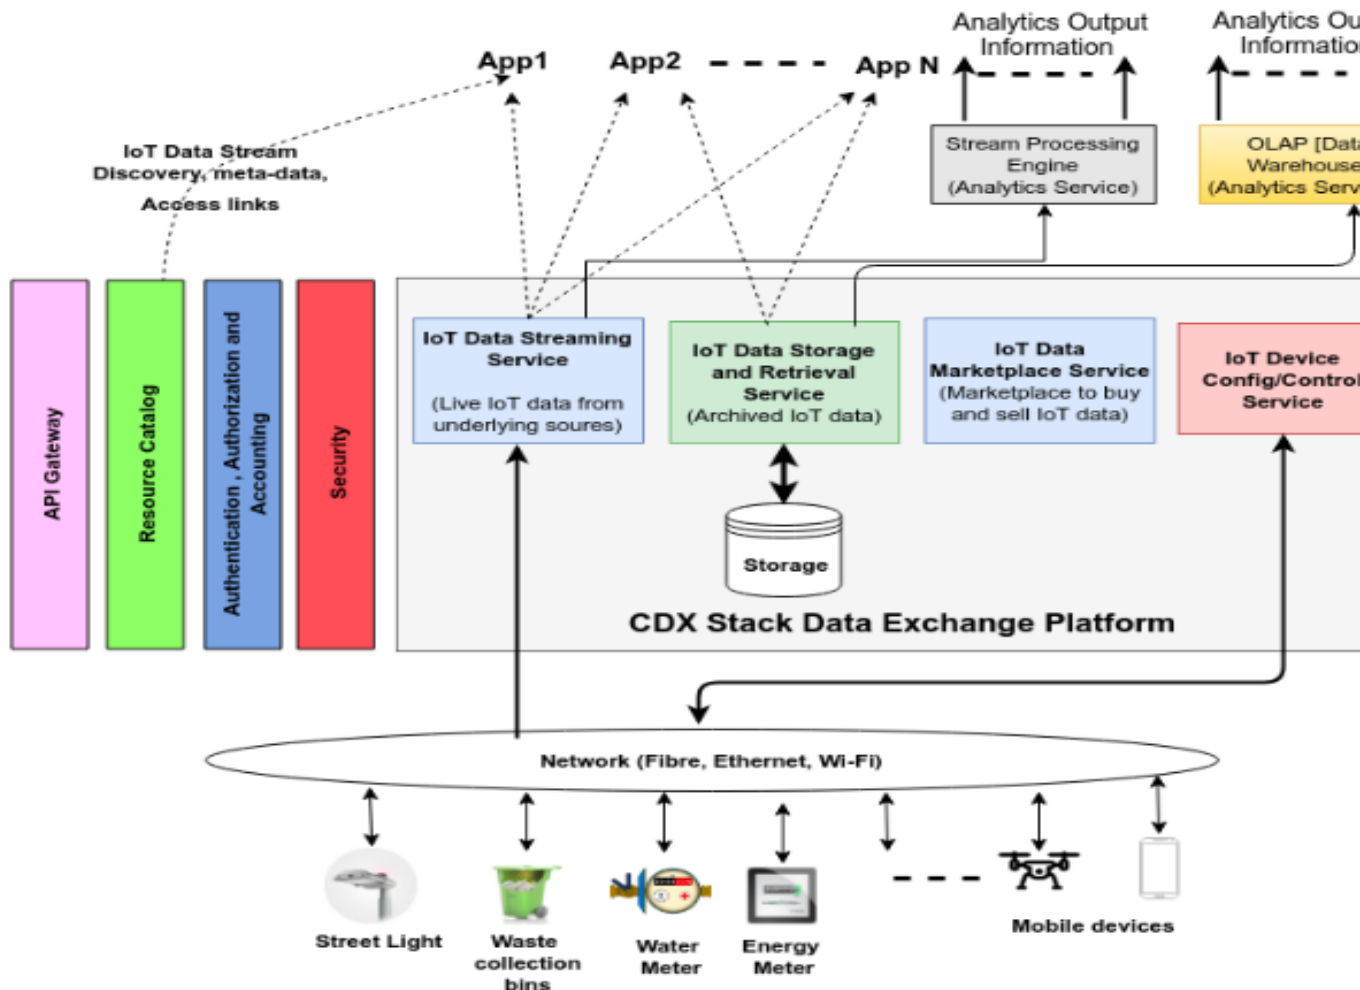 Analytics Output
Information
Analytics Ou
Information
App1
App2
App N
IoT Data Stream
Discovery, meta-data,
Access links
Stream Processing
Engine
(Analytics Service)
OLAP [Data
Warehouse
(Analytics Serv
API Gateway
Resource Catalog
Authentication , Authorization and
Accounting
Security
IoT Data Streaming
Service
(Live IoT data from
underlying soures)
IoT Data Storage
and Retrieval
Service
(Archived IoT data)
IoT Data
Marketplace Service
(Marketplace to buy
and sell IoT data)
IoT Device
Config/Control
Service
Storage
CDX Stack Data Exchange Platform
Network (Fibre, Ethernet, Wi-Fi)
Street Light
Waste
collection
bins
Water
Meter
Energy
Meter
Mobile devices